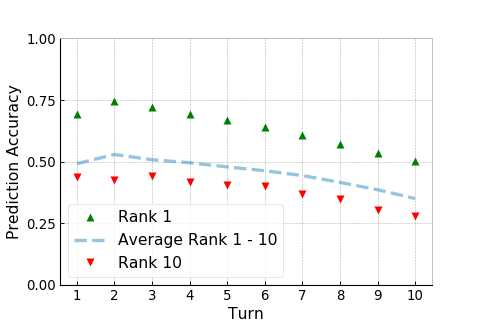 1.00
0.75
0.50
0.25
0.00
Prediction Accuracy
Rank 1
Average Rank 1 - 10
Rank 10
1 2 3 4 5 6 7 8 9 10
Turn